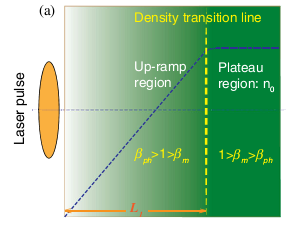 (a)
Density transition line
Up-ramp
region
Plateau
region: n₀
Laser pulse
βₚₕ>1>βₘ
1>βₘ>βₚₕ